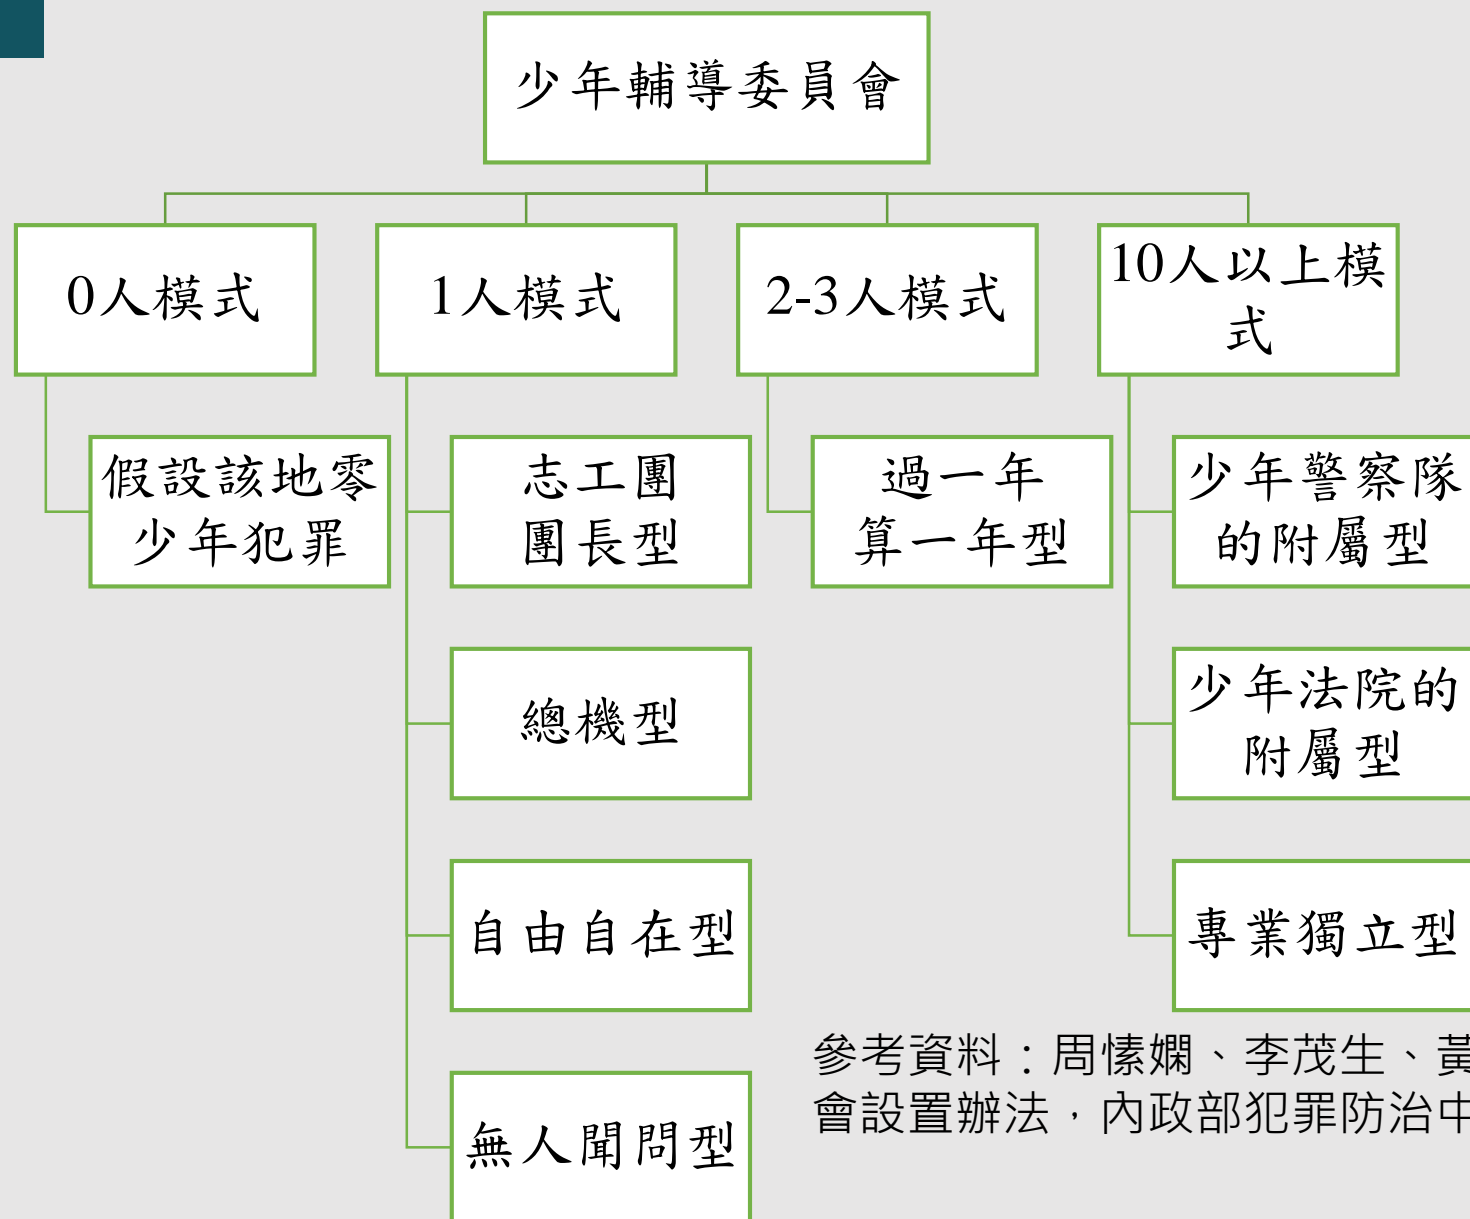 少年輔導委員會
0人模式
1人模式
2-3人模式
10人以上模
式
假設該地零
少年犯罪
志工團
團長型
過一年
算一年型
少年警察隊
的附屬型
總機型
少年法院的
附屬型
自由自在型
專業獨立型
無人聞問型
參考資料：周愫嫻、李茂生、黃
會設置辦法，內政部犯罪防治中